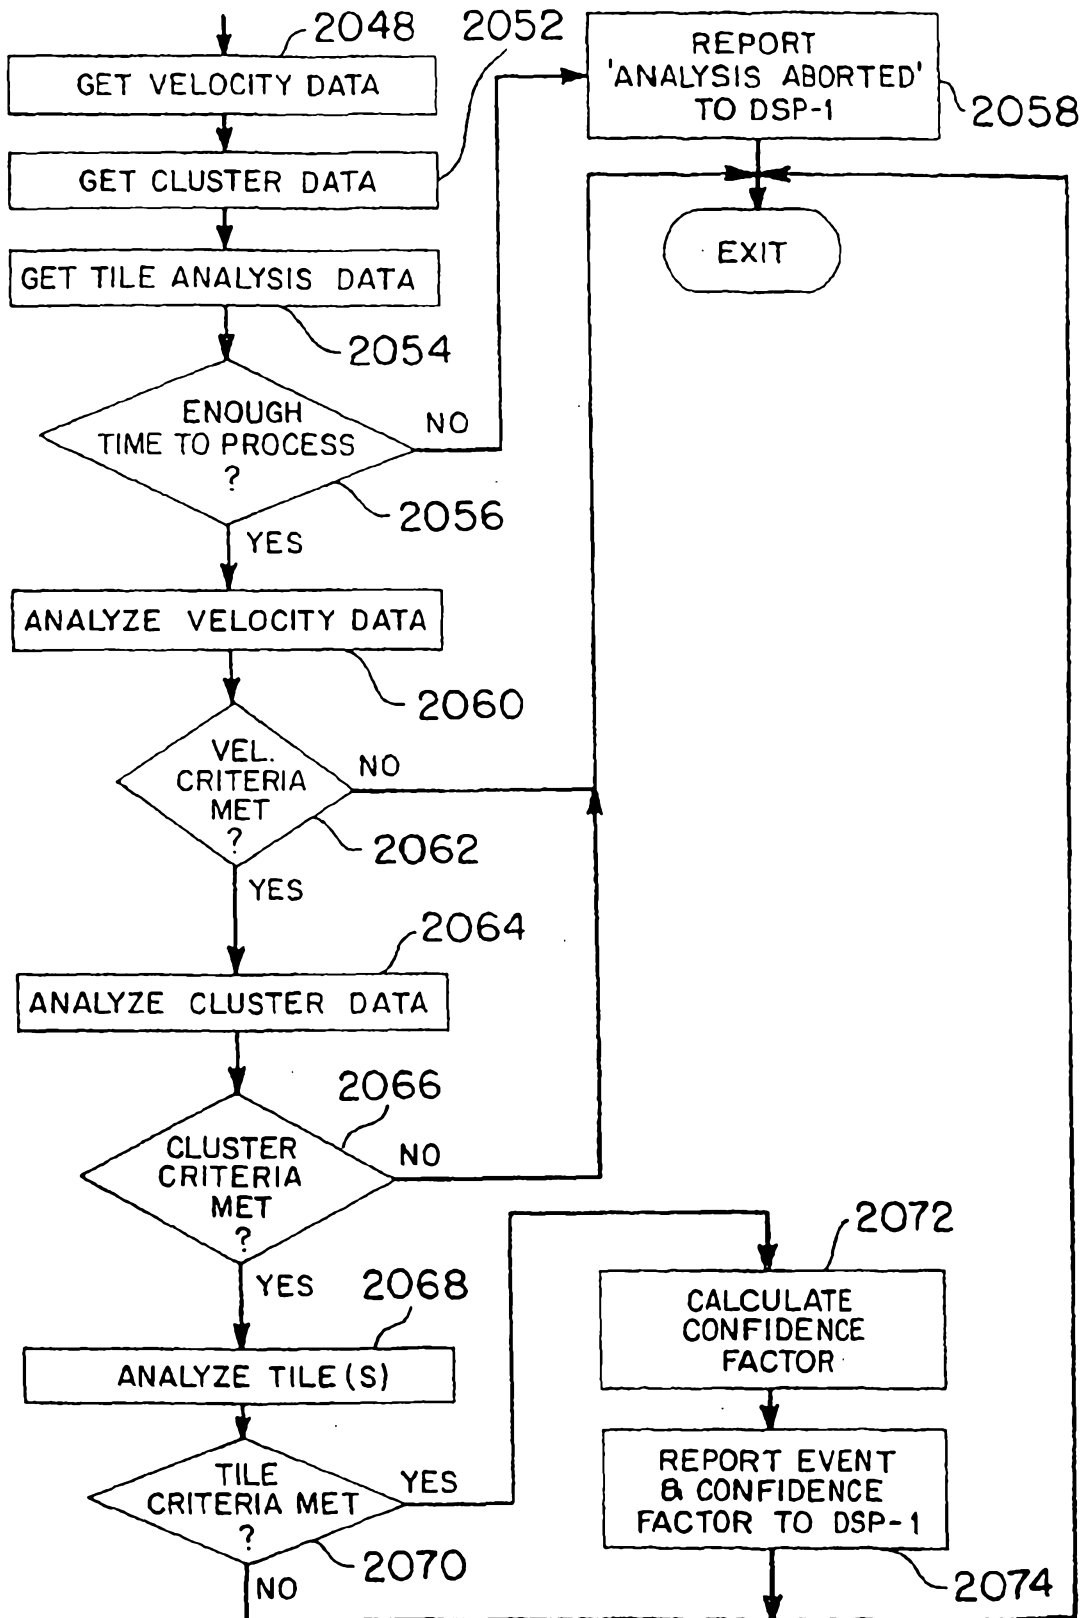 2048
GET VELOCITY DATA
2052
GET CLUSTER DATA
GET TILE ANALYSIS DATA
2054
REPORT
'ANALYSIS ABORTED'
TO DSP-1
2058
EXIT
ENOUGH
TIME TO PROCESS
?
NO
2056
YES
ANALYZE VELOCITY DATA
2060
VEL.
CRITERIA
MET
?
NO
2062
YES
2064
ANALYZE CLUSTER DATA
2066
CLUSTER
CRITERIA
MET
?
NO
YES
2068
ANALYZE TILE(S)
TILE
CRITERIA MET
?
YES
2070
NO
2072
CALCULATE
CONFIDENCE
FACTOR
REPORT EVENT
& CONFIDENCE
FACTOR TO DSP-1
2074